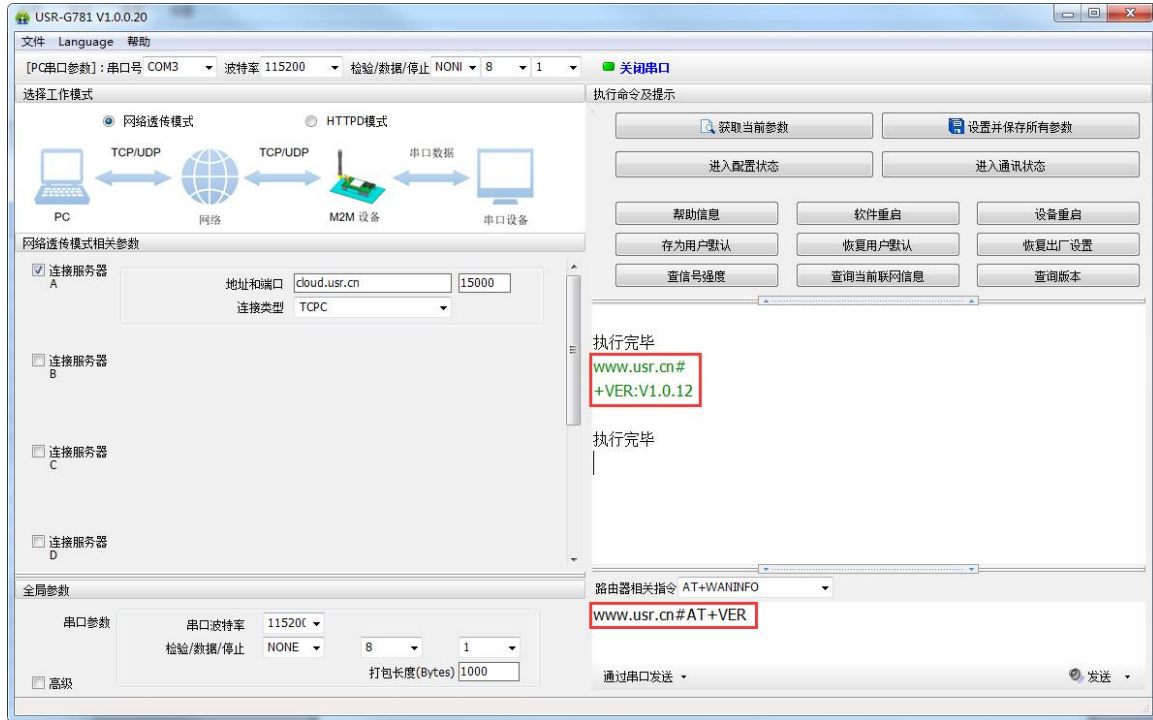 USR-G781 V1.0.0.20
文件 Language 帮助
[PC串口参数]：串口号 COM3 波特率 115200 检验/数据/停止 NONI 8 1 关闭串口
选择工作模式
网络透传模式 HTTPD模式
TCP/UDP TCP/UDP 串口数据
PC 网络 M2M 设备 串口设备
网络透传模式相关参数
连接服务器
A
地址和端口 cloud.usr.cn 15000
连接类型 TCPC
连接服务器
B
连接服务器
C
连接服务器
D
全局参数
串口参数 串口波特率 115200
检验/数据/停止 NONE 8 1
打包长度(Bytes) 1000
高级
执行命令及提示
获取当前参数 设置并保存所有参数
进入配置状态 进入通讯状态
帮助信息 软件重启 设备重启
存为用户默认 恢复用户默认 恢复出厂设置
查信号强度 查询当前联网信息 查询版本
执行完毕
www.usr.cn#
+VER:V1.0.12
执行完毕
路由器相关指令 AT+WANINFO
www.usr.cn#AT+VER
通过串口发送 发送